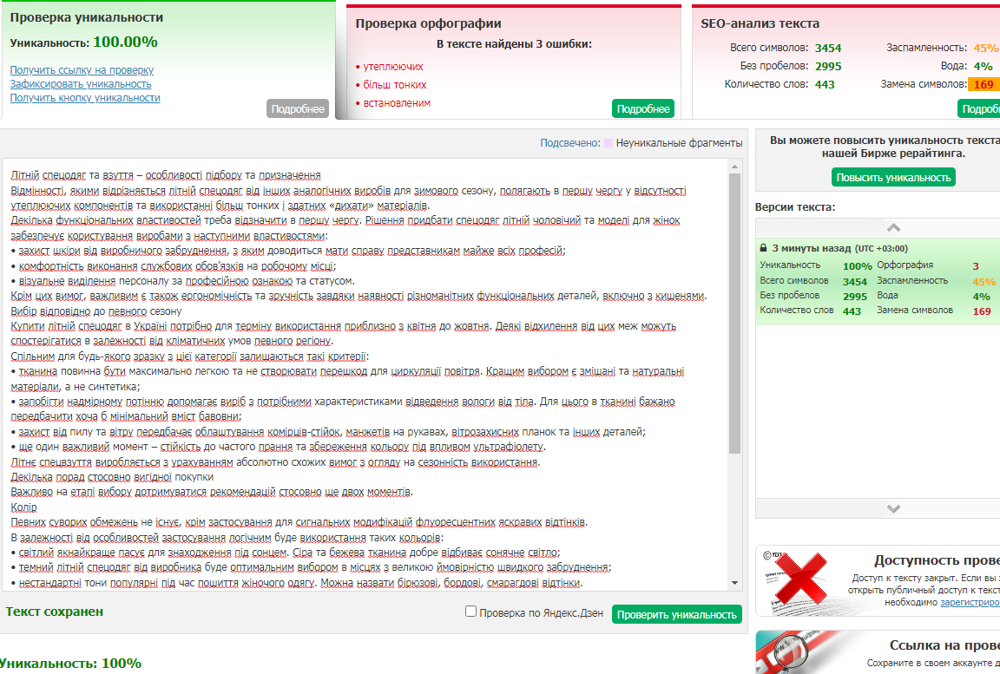 Проверка уникальности
Уникальность: 100.00%
Получить ссылку на проверку
Зафиксировать уникальность
Получить кнопку уникальности
Подробнее
Проверка орфографии
В тексте найдены 3 ошибки:
• утеплюючих
• більш тонких
• встановленим
Подробнее
SEO-анализ текста
Всего символов: 3454 Заспамленность: 45%
Без пробелов: 2995 Вода: 4%
Количество слов: 443 Замена символов: 169
Подробн
Подсвечено: Неуникальные фрагменты
Літній спецодяг та взуття – особливості підбору та призначення
Відмінності, якими відрізняється літній спецодяг від інших аналогічних виробів для зимового сезону, полягають в першу чергу у відсутності
утеплюючих компонентів та використанні більш тонких і здатних «дихати» матеріалів.
Декілька функціональних властивостей треба відзначити в першу чергу. Рішення придбати спецодяг літній чоловічий та моделі для жінок
забезпечує користування виробами з наступними властивостями:
• захист шкіри від виробничого забруднення, з яким доводиться мати справу представникам майже всіх професій;
• комфортність виконання службових обов’язків на робочому місці;
• візуальне виділення персоналу за професійною ознакою та статусом.
Крім цих вимог, важливим є також ергономічність та зручність завдяки наявності різноманітних функціональних деталей, включно з кишенями.
Вибір відповідно до певного сезону
Купити літній спецодяг в Україні потрібно для терміну використання приблизно з квітня до жовтня. Деякі відхилення від цих меж можуть
спостерігатися в залежності від кліматичних умов певного регіону.
Спільним для будь-якого зразку з цієї категорії залишаються такі критерії:
• тканина повинна бути максимально легкою та не створювати перешкод для циркуляції повітря. Кращим вибором є змішані та натуральні
матеріали, а не синтетика;
• запобігти надмірному потінню допомагає виріб з потрібними характеристиками відведення вологи від тіла. Для цього в тканині бажано
передбачити хоча б мінімальний вміст бавовни;
• захист від пилу та вітру передбачає облаштування комірців-стійок, манжетів на рукавах, вітрозахисних планок та інших деталей;
• ще один важливий момент – стійкість до частого прання та збереження кольору під впливом ультрафіолету.
Літнє спецвзуття виробляється з урахуванням абсолютно схожих вимог з огляду на сезонність використання.
Декілька порад стосовно вигідної покупки
Важливо на етапі вибору дотримуватися рекомендацій стосовно ще двох моментів.
Колір
Певних суворих обмежень не існує, крім застосування для сигнальних модифікацій флуоресцентних яскравих відтінків.
В залежності від особливостей застосування логічним буде використання таких кольорів:
• світлий якнайкраще пасує для знаходження під сонцем. Сіра та бежева тканина добре відбиває сонячне світло;
• темний літній спецодяг від виробника буде оптимальним вибором в місцях з великою ймовірністю швидкого забруднення;
• нестандартні тони популярні під час пошиття жіночого одягу. Можна назвати бірюзові, бордові, смарагдові відтінки.
Текст сохранен
Проверка по Яндекс.Дзен
Проверить уникальность
Уникальность: 100%
Вы можете повысить уникальность текста
нашей Бирже рерайтинга.
Повысить уникальность
Версии текста:
3 минуты назад (UTC +03:00)
Уникальность 100% Орфография 3
Всего символов 3454 Заспамленность 45%
Без пробелов 2995 Вода 4%
Количество слов 443 Замена символов 169
Доступность прове
Доступ к тексту закрыт. Если вы з
открыть публичный доступ к текст
необходимо зарегистриро
Ссылка на прове
Сохраните в своем аккаунте д